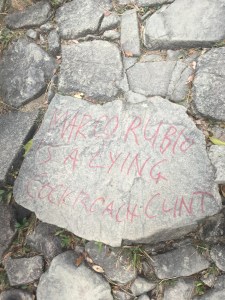 MARCO RUBIO
IS A LYING
COCKROACH CUNT